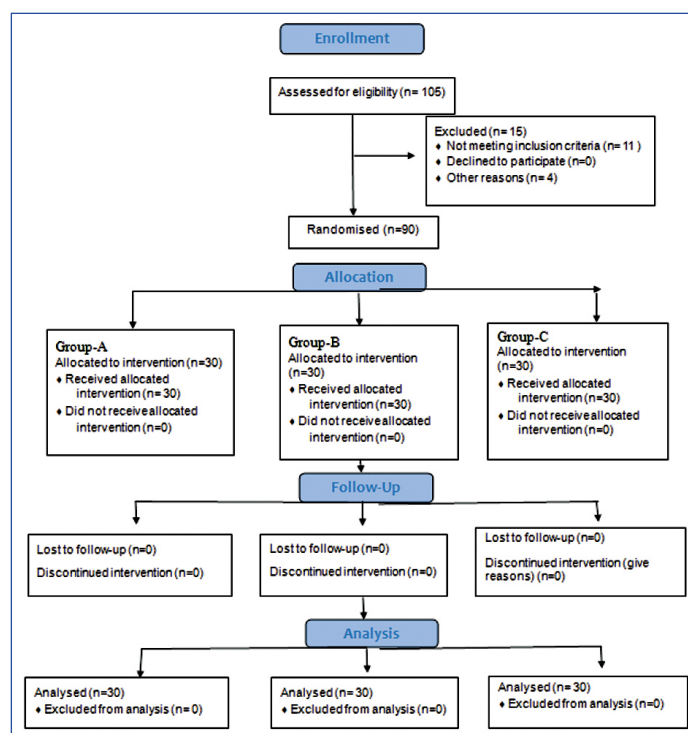 Enrollment
Assessed for eligibility (n= 105)
Excluded (n= 15)
♦ Not meeting inclusion criteria (n= 11 )
♦ Declined to participate (n=0)
♦ Other reasons (n= 4)
Randomised (n=90)
Allocation
Group-A
Allocated to intervention (n=30)
♦ Received allocated
intervention (n= 30)
♦ Did not receive allocated
intervention (n=0)
Group-B
Allocated to intervention
(n=30)
♦ Received allocated
intervention (n=30)
♦ Did not receive allocated
intervention (n=0)
Group-C
Allocated to intervention
(n=30)
♦ Received allocated
intervention (n=30)
♦ Did not receive allocated
intervention (n=0)
Follow-Up
Lost to follow-up (n=0)
Discontinued intervention (n=0)
Lost to follow-up (n=0)
Discontinued intervention (n=0)
Lost to follow-up (n=0)
Discontinued intervention (give
reasons) (n=0)
Analysis
Analysed (n=30)
♦ Excluded from analysis (n= 0)
Analysed (n= 30)
♦ Excluded from analysis (n=0)
Analysed (n= 30)
♦ Excluded from analysis (n=0)